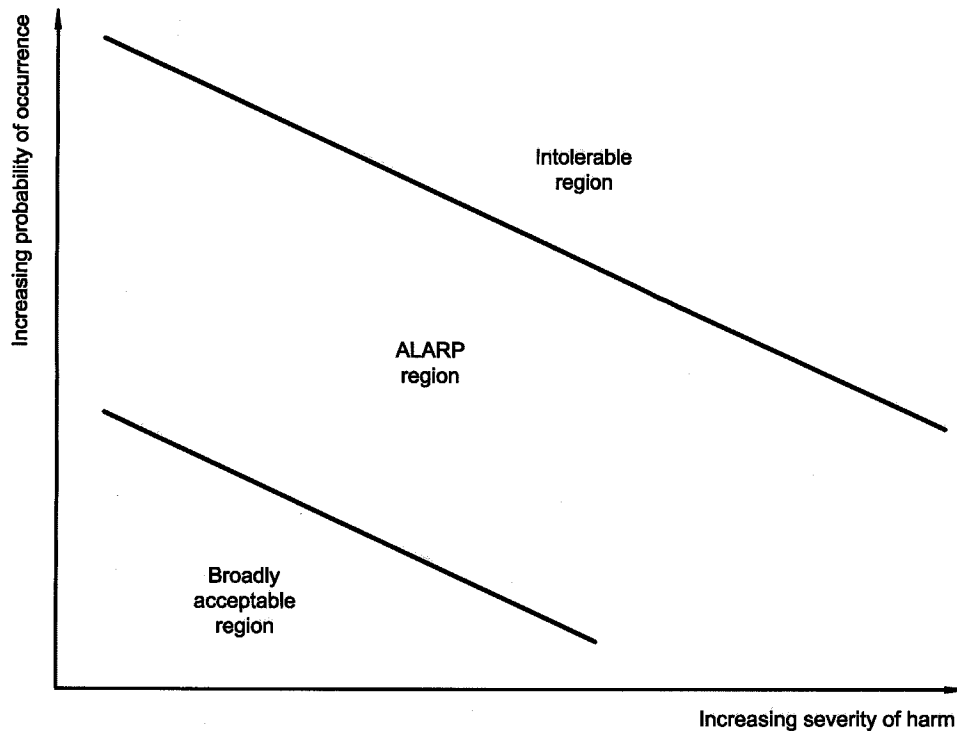 Increasing probability of occurrence
Intolerable
region
ALARP
region
Broadly
acceptable
region
Increasing severity of harm